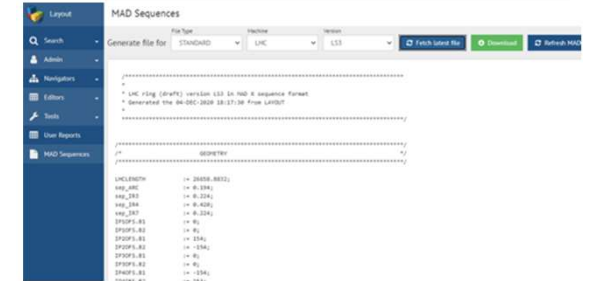 Layout
MAD Sequences
Search
Admin
Navigators
Editors
Tools
User Reports
MAD Sequences
File Type
Machine
Version
Generate file for
STANDARD
LHC
LS3
Fetch latest file
Download
Refresh MAD
/************************************************************************
*
* LHC ring (draft) version LS3 in MAD X sequence format
* Generated the 04-DEC-2020 18:17:30 from LAYOUT
*
************************************************************************/
/************************************************************************/
/* GEOMETRY */
/************************************************************************/
LHCLENGTH := 26658.8832;
sep_ARC := 0.194;
sep_IR3 := 0.224;
sep_IR4 := 0.420;
sep_IR7 := 0.224;
IP1OFS.B1 := 0;
IP1OFS.B2 := 0;
IP2OFS.B1 := 154;
IP2OFS.B2 := -154;
IP3OFS.B1 := 0;
IP3OFS.B2 := 0;
IP4OFS.B1 := -154;